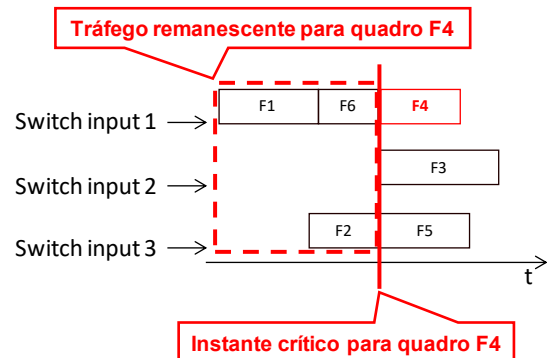 Tráfego remanescente para quadro F4
Switch input 1
F1
F6
F4
Switch input 2
F3
Switch input 3
F2
F5
t
Instante crítico para quadro F4